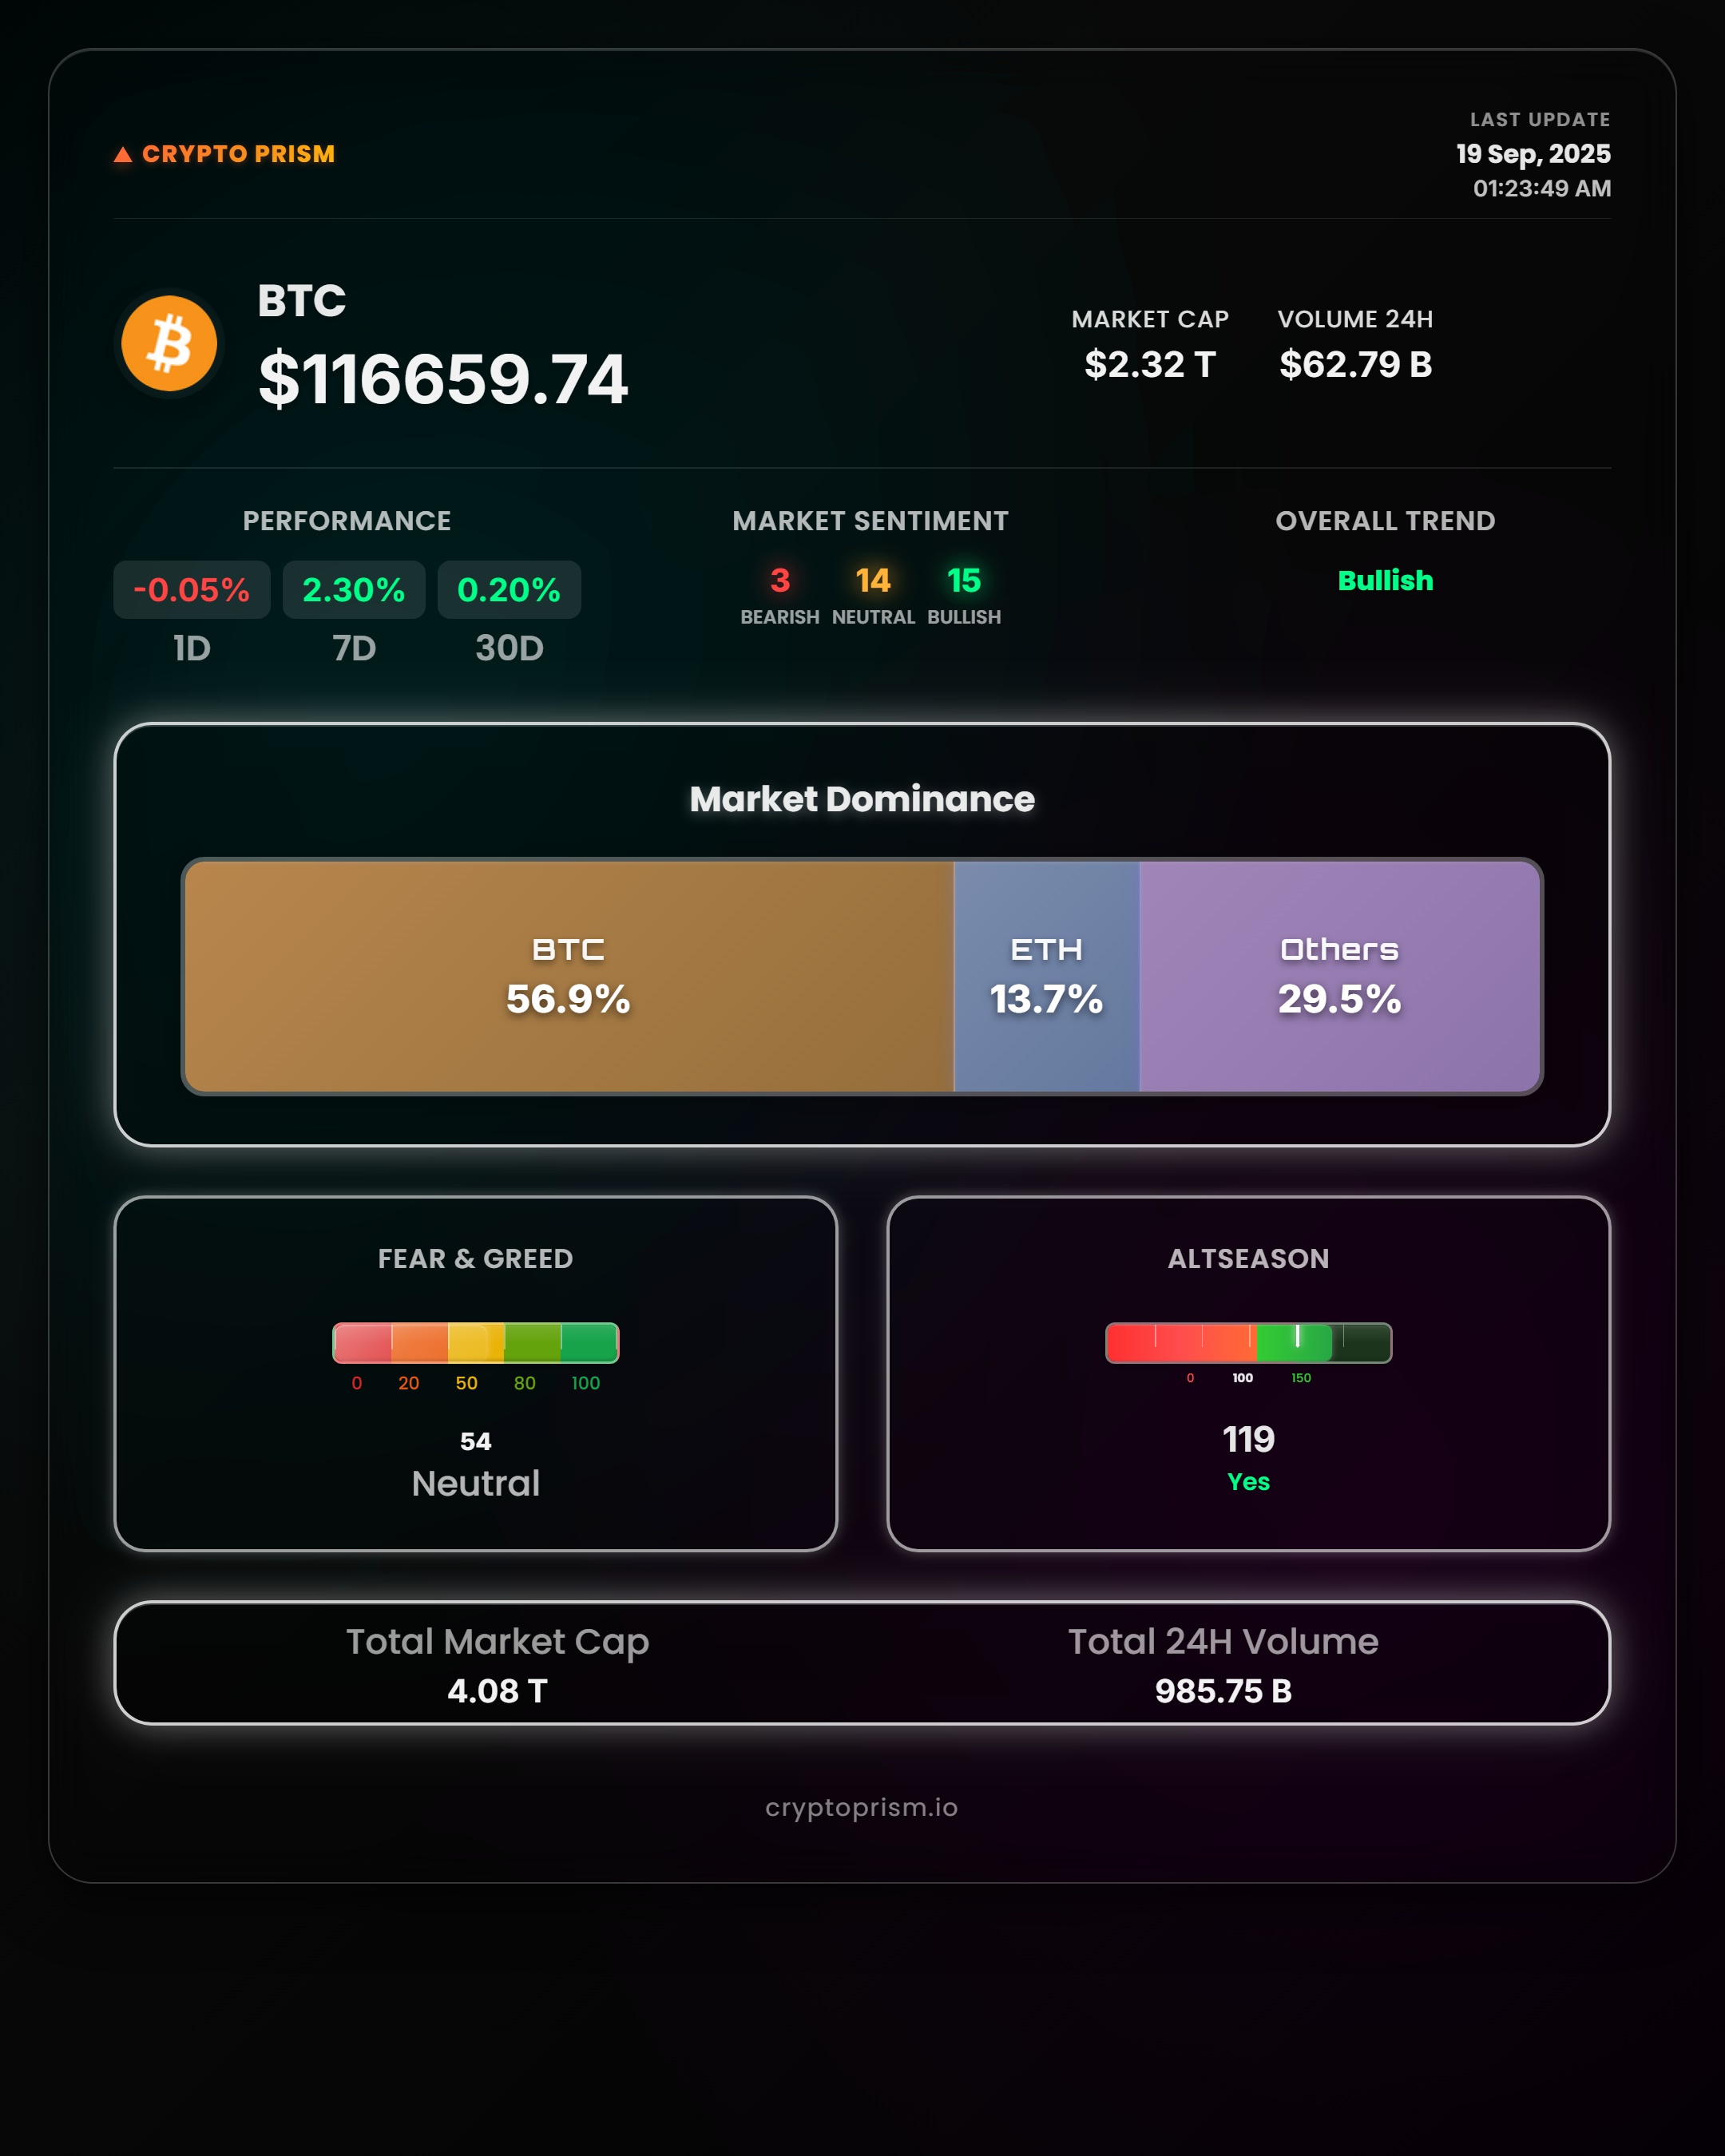 CRYPTO PRISM
LAST UPDATE
19 Sep, 2025
01:23:49 AM
BTC
$116659.74
MARKET CAP VOLUME 24H
$2.32 T $62.79 B
PERFORMANCE MARKET SENTIMENT OVERALL TREND
-0.05% 2.30% 0.20%
1D 7D 30D
3 14 15
BEARISH NEUTRAL BULLISH
Bullish
Market Dominance
BTC ETH Others
56.9% 13.7% 29.5%
FEAR & GREED
0 20 50 80 100
54
Neutral
ALTSEASON
0 100 150
119
Yes
Total Market Cap Total 24H Volume
4.08 T 985.75 B
cryptoprism.io